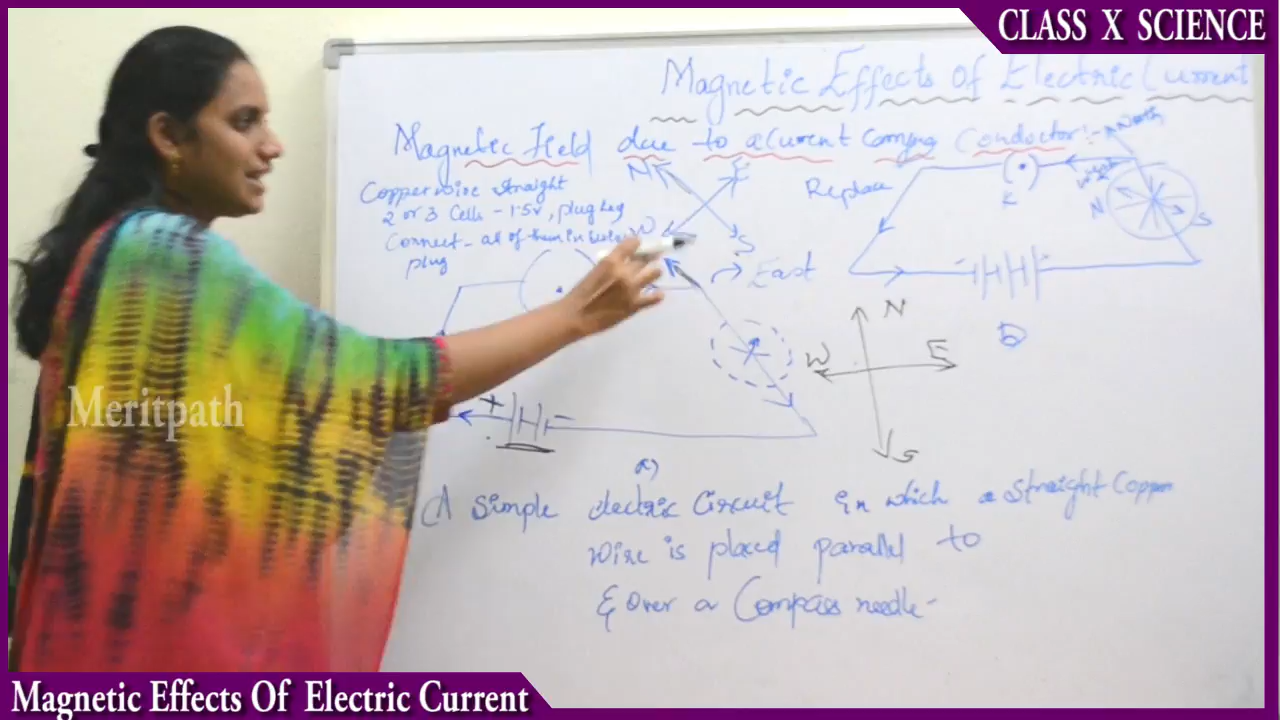 CLASS X SCIENCE
Magnetic Effects Of Electric Current
Magnetic Field due to a Current Carrying Conductor:-
North
Copper wire straight
2 or 3 Cells - 1.5v, plug key
Connect - all of them in
plug
N
E
W
S
East
Replace
K
N
S
N
W
E
S
b
+
-
a)
A simple electric Circuit in which a Straight Copper
wire is placed parallel to
& over a Compass needle-
Meritpath
Magnetic Effects Of Electric Current